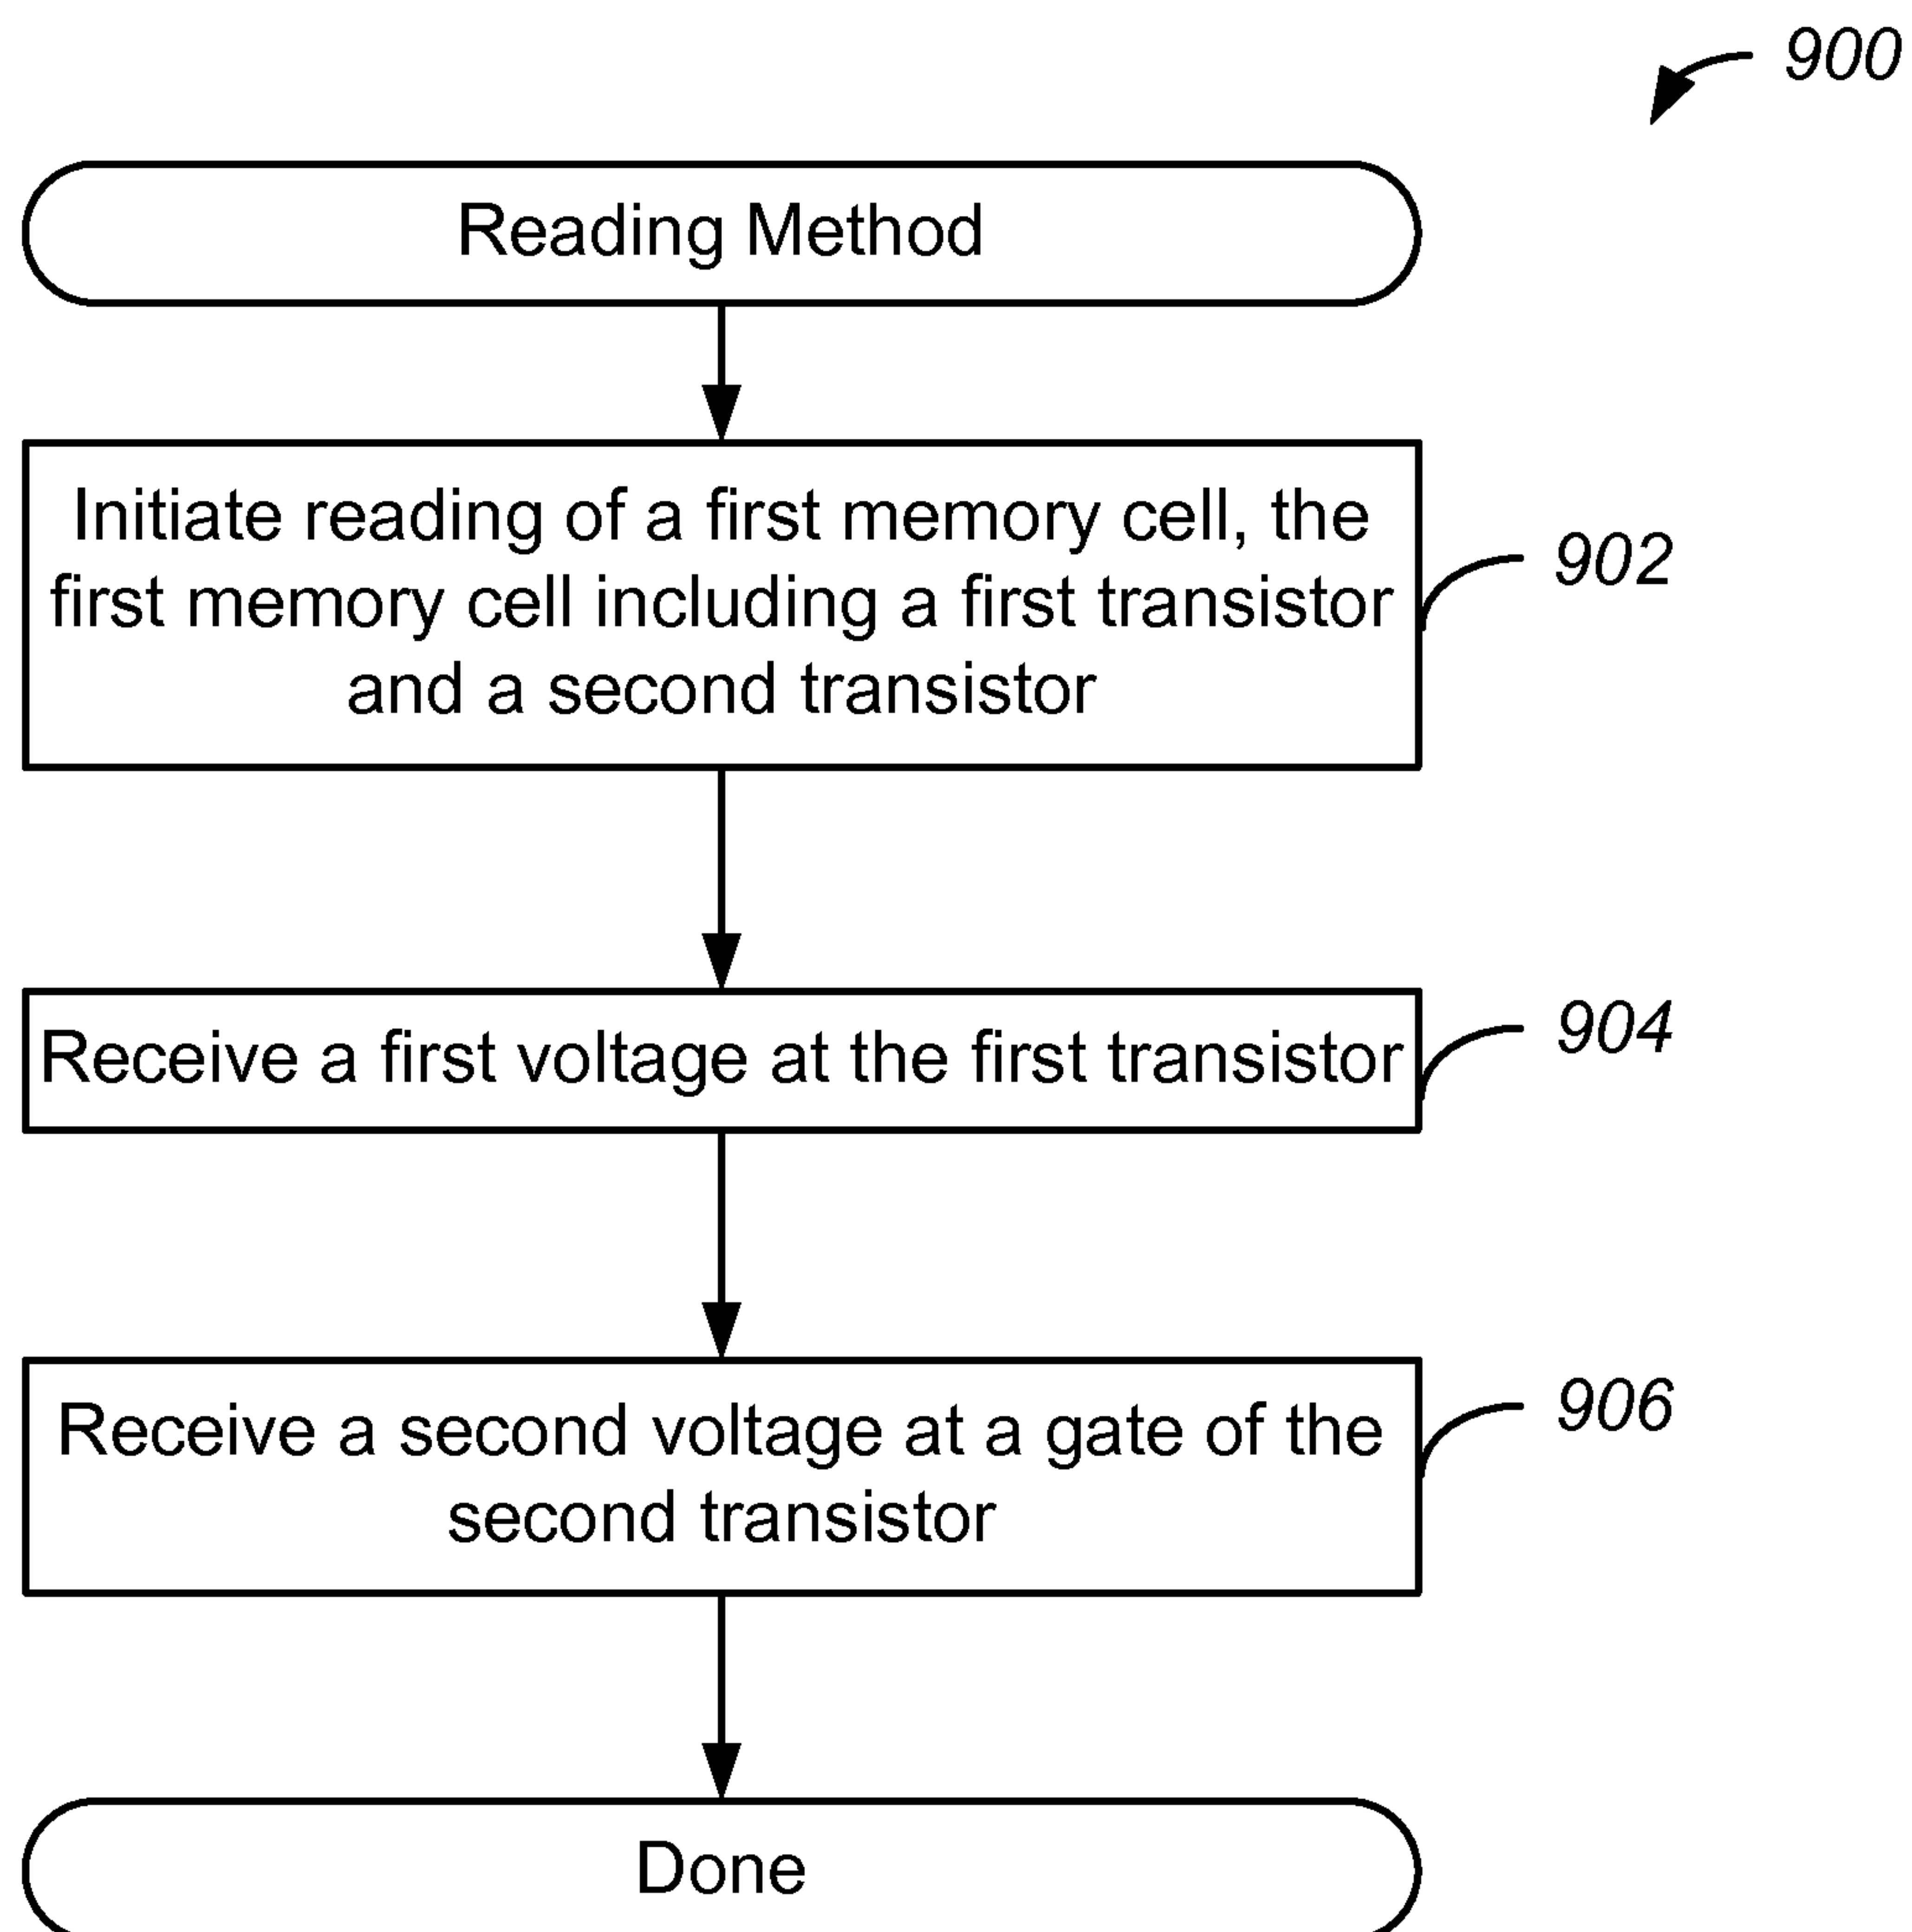 900
Reading Method
Initiate reading of a first memory cell, the
first memory cell including a first transistor
and a second transistor
902
Receive a first voltage at the first transistor
904
Receive a second voltage at a gate of the
second transistor
906
Done